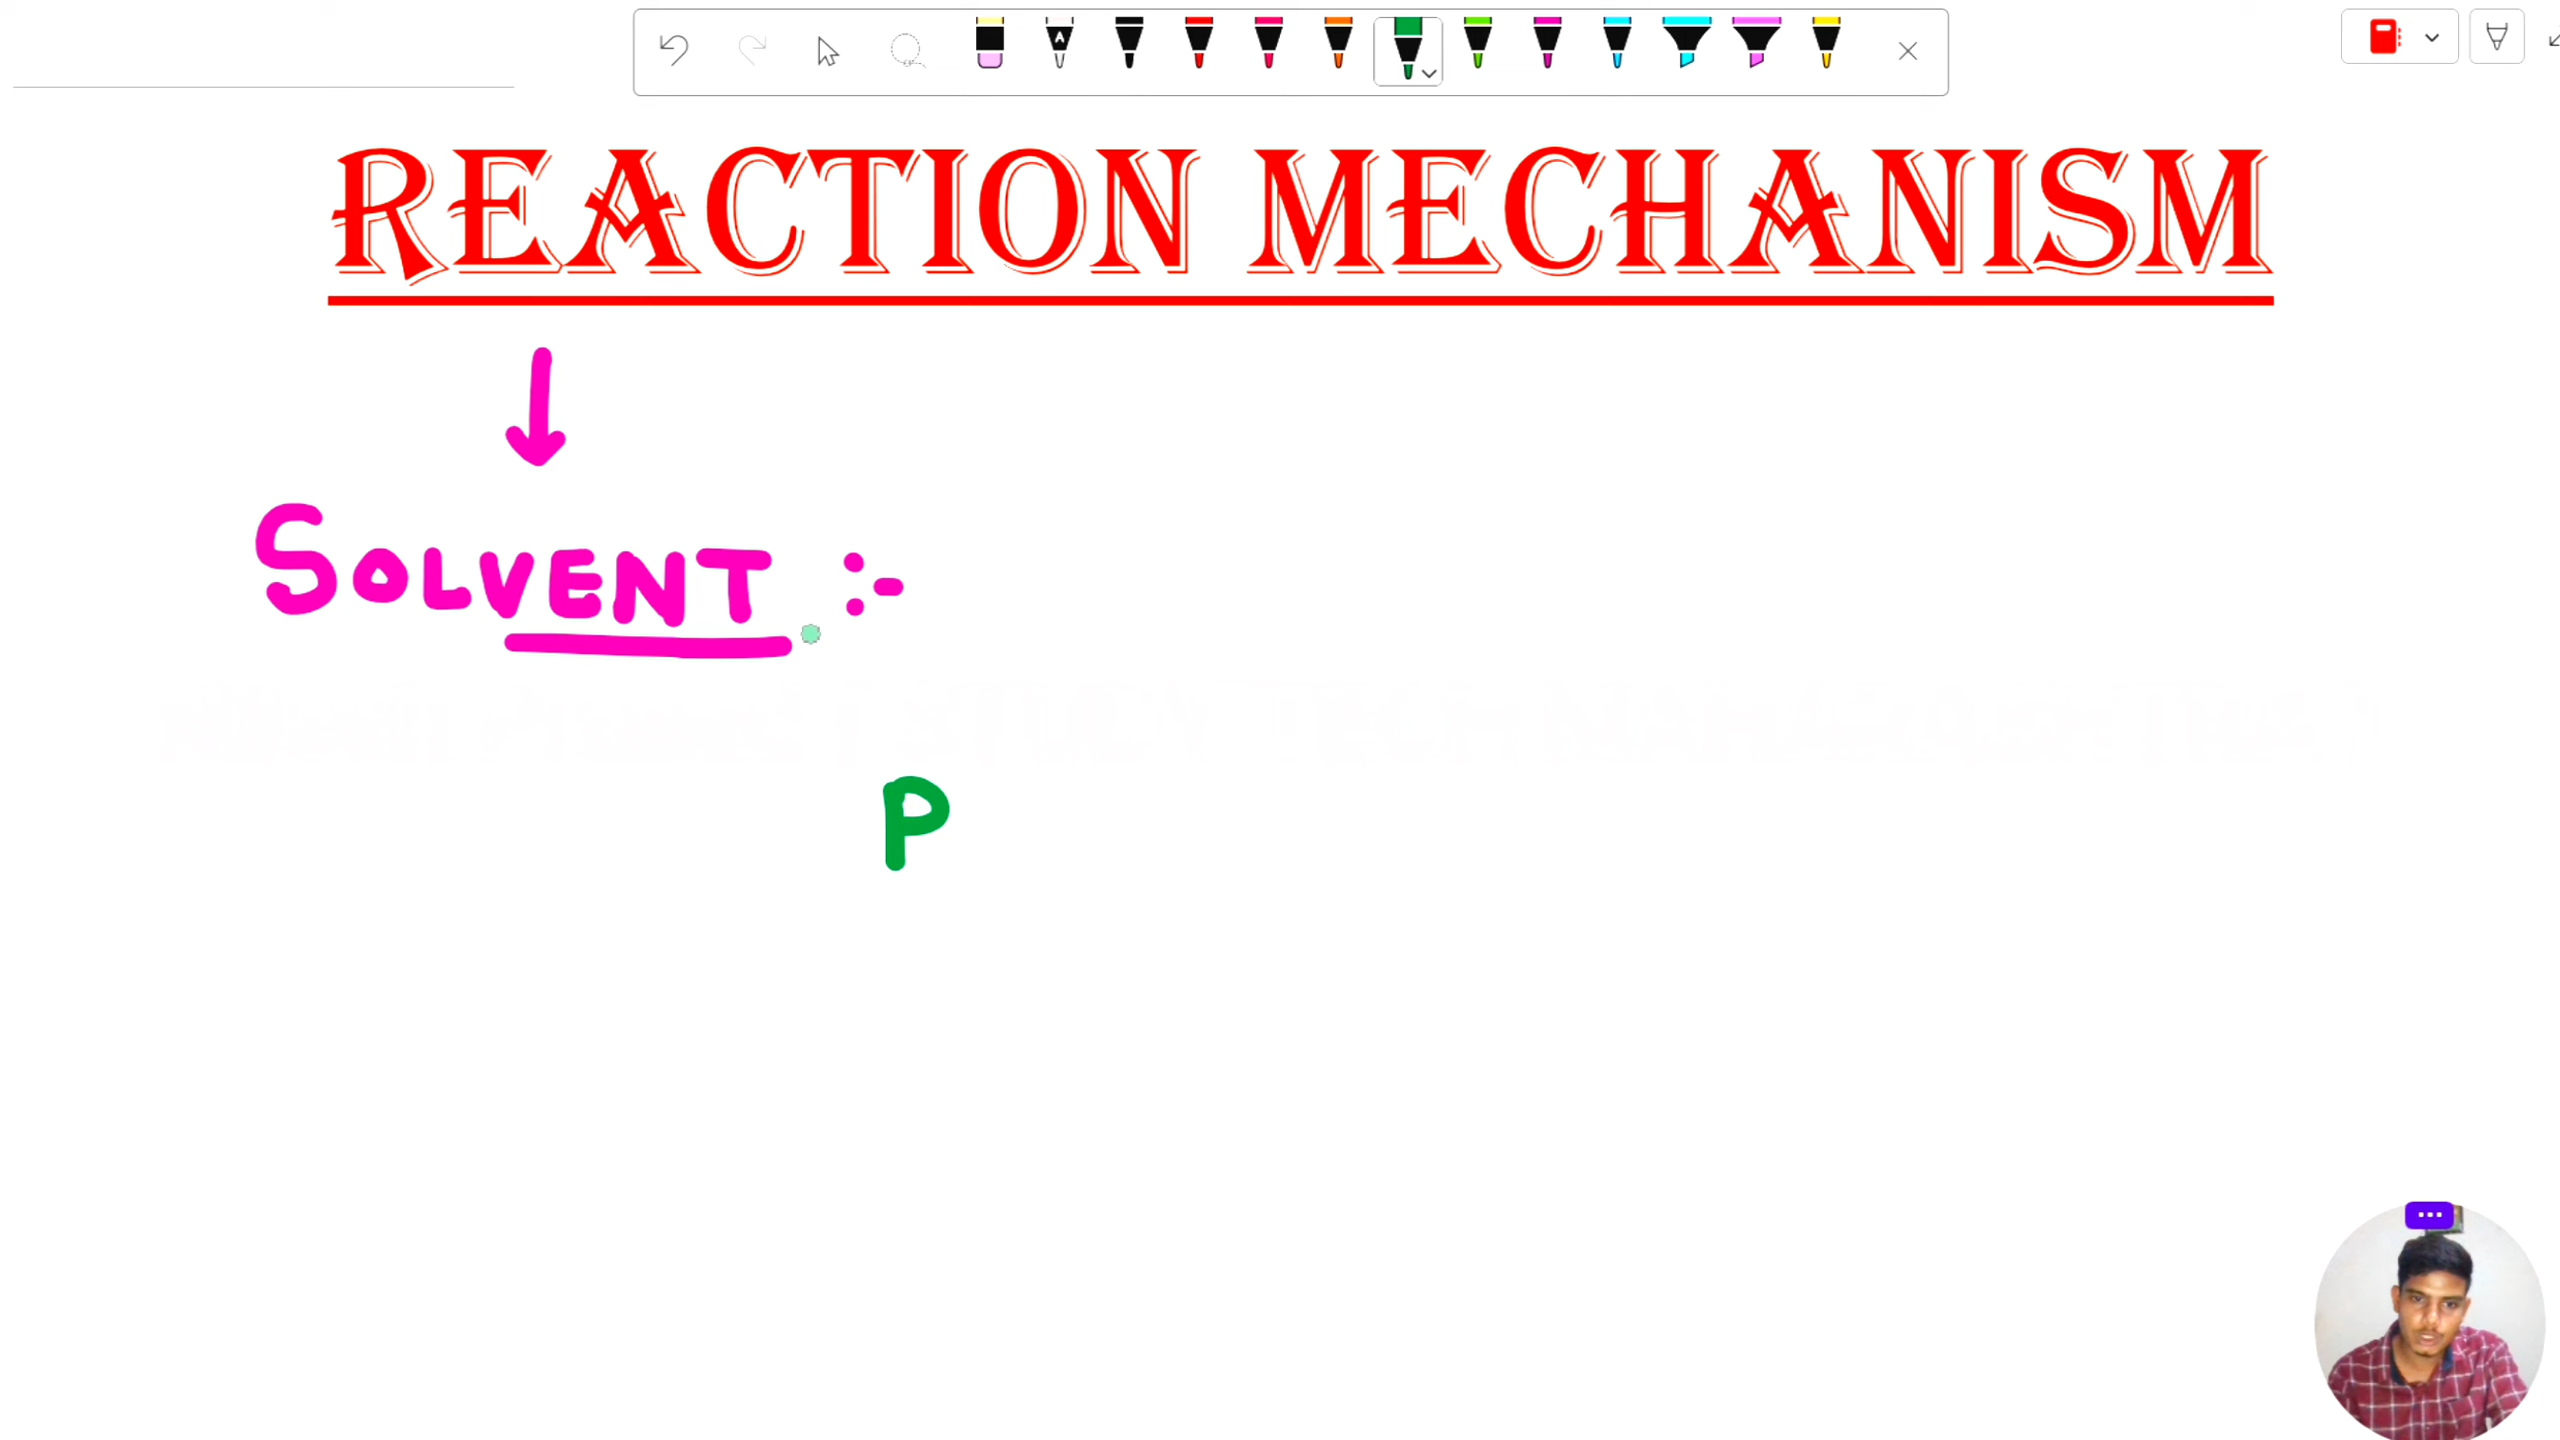 REACTION MECHANISM
SOLVENT :-
P